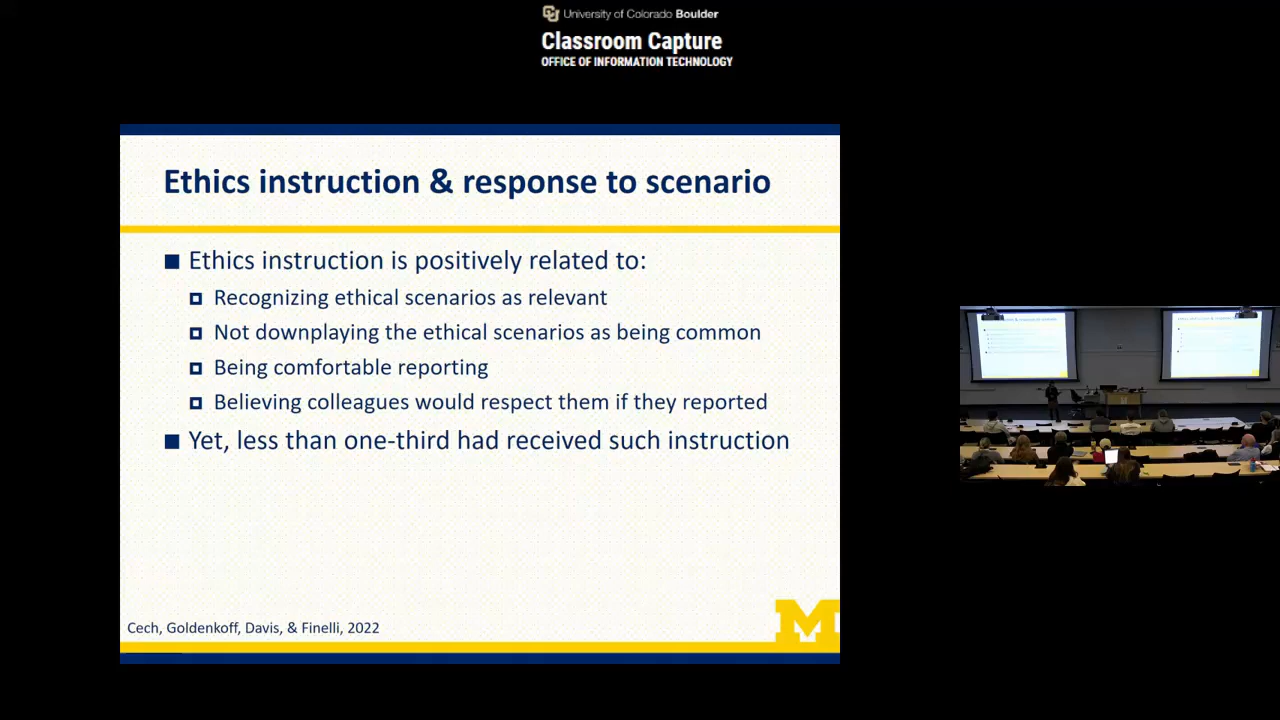 University of Colorado Boulder
Classroom Capture
OFFICE OF INFORMATION TECHNOLOGY
Ethics instruction & response to scenario
Ethics instruction is positively related to:
Recognizing ethical scenarios as relevant
Not downplaying the ethical scenarios as being common
Being comfortable reporting
Believing colleagues would respect them if they reported
Yet, less than one-third had received such instruction
Cech, Goldenkoff, Davis, & Finelli, 2022
M